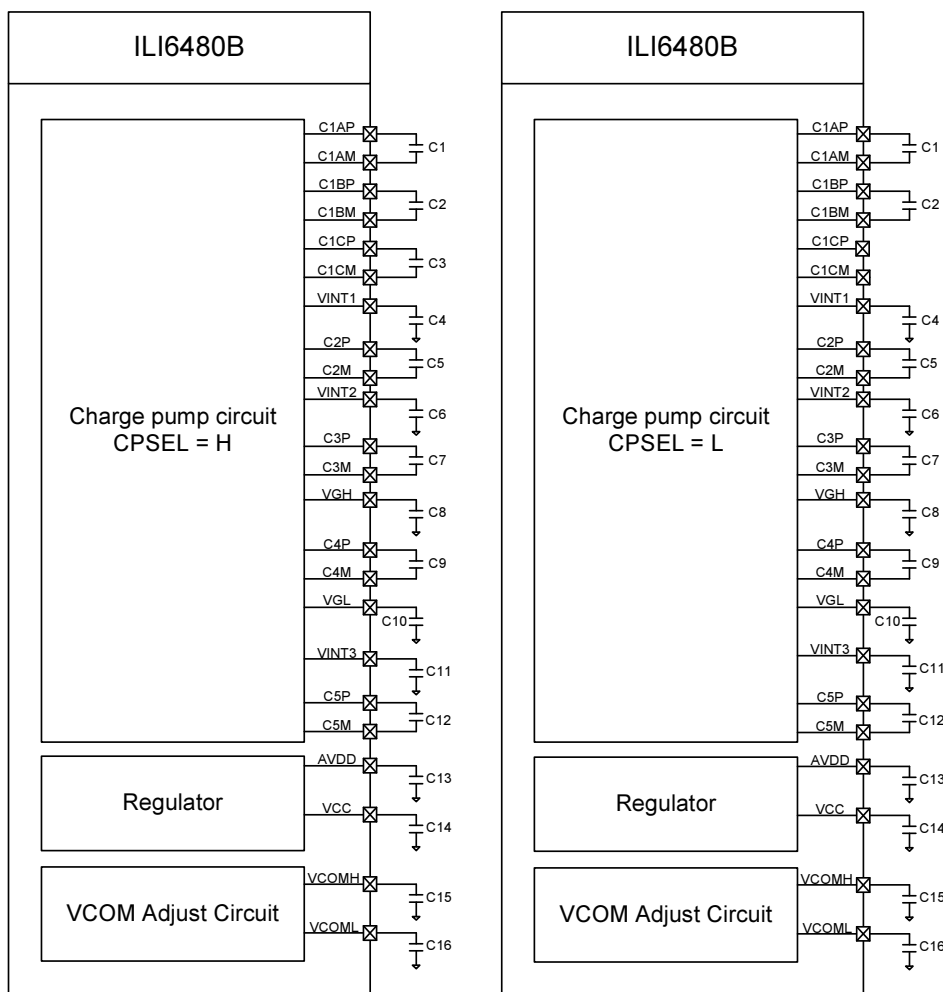 ILI6480B
Charge pump circuit
CPSEL = H
C1AP
C1AM
C1BP
C1BM
C1CP
C1CM
VINT1
C2P
C2M
VINT2
C3P
C3M
VGH
C4P
C4M
VGL
VINT3
C5P
C5M
C1
C2
C3
C4
C5
C6
C7
C8
C9
C10
C11
C12
Regulator
AVDD
VCC
C13
C14
VCOM Adjust Circuit
VCOMH
VCOML
C15
C16
ILI6480B
Charge pump circuit
CPSEL = L
C1AP
C1AM
C1BP
C1BM
C1CP
C1CM
VINT1
C2P
C2M
VINT2
C3P
C3M
VGH
C4P
C4M
VGL
VINT3
C5P
C5M
C1
C2
C4
C5
C6
C7
C8
C9
C10
C11
C12
Regulator
AVDD
VCC
C13
C14
VCOM Adjust Circuit
VCOMH
VCOML
C15
C16